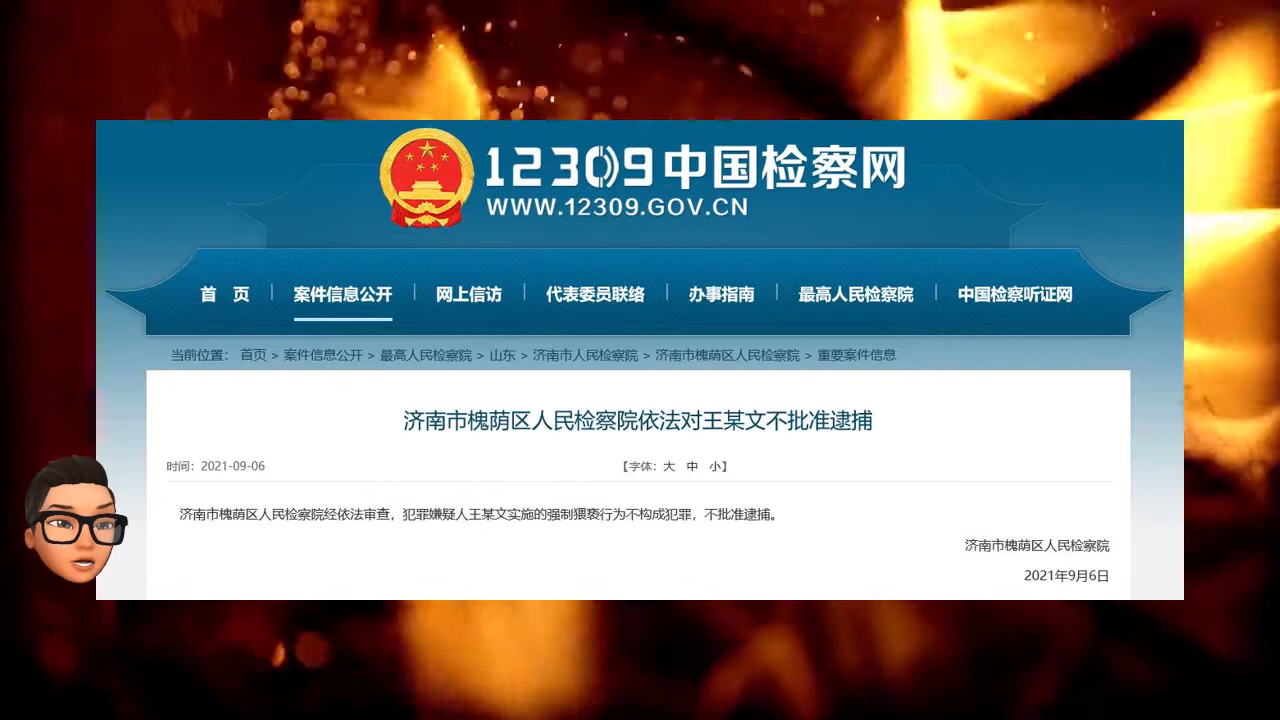 12309中国检察网
WWW.12309.GOV.CN
首 页 | 案件信息公开 | 网上信访 | 代表委员联络 | 办事指南 | 最高人民检察院 | 中国检察听证网
当前位置： 首页 > 案件信息公开 > 最高人民检察院 > 山东 > 济南市人民检察院 > 济南市槐荫区人民检察院 > 重要案件信息
济南市槐荫区人民检察院依法对王某文不批准逮捕
时间：2021-09-06 【字体：大 中 小】
济南市槐荫区人民检察院经依法审查，犯罪嫌疑人王某文实施的强制猥亵行为不构成犯罪，不批准逮捕。
济南市槐荫区人民检察院
2021年9月6日